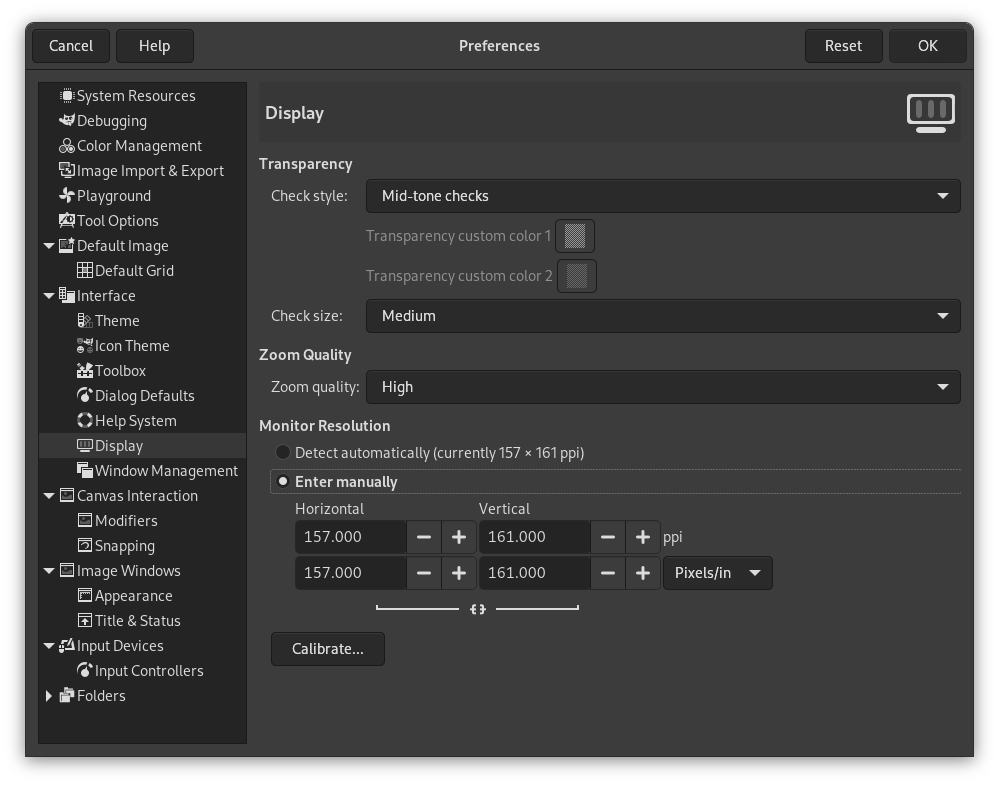 Cancel
Help
Preferences
Reset
OK
System Resources
Debugging
Color Management
Image Import & Export
Playground
Tool Options
Default Image
Default Grid
Interface
Theme
Icon Theme
Toolbox
Dialog Defaults
Help System
Display
Window Management
Canvas Interaction
Modifiers
Snapping
Image Windows
Appearance
Title & Status
Input Devices
Input Controllers
Folders
Display
Transparency
Check style: Mid-tone checks
Transparency custom color 1
Transparency custom color 2
Check size: Medium
Zoom Quality
Zoom quality: High
Monitor Resolution
Detect automatically (currently 157 × 161 ppi)
Enter manually
Horizontal Vertical
157.000 161.000 ppi
157.000 161.000 Pixels/in
Calibrate...